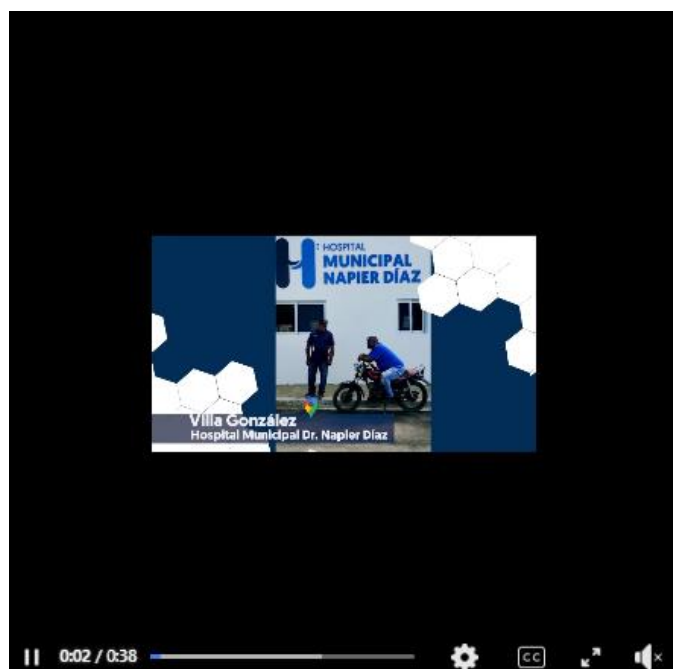 HOSPITAL
MUNICIPAL
NAPIER DÍAZ
Villa González
Hospital Municipal Dr. Napier Díaz
0:02 / 0:38
CC